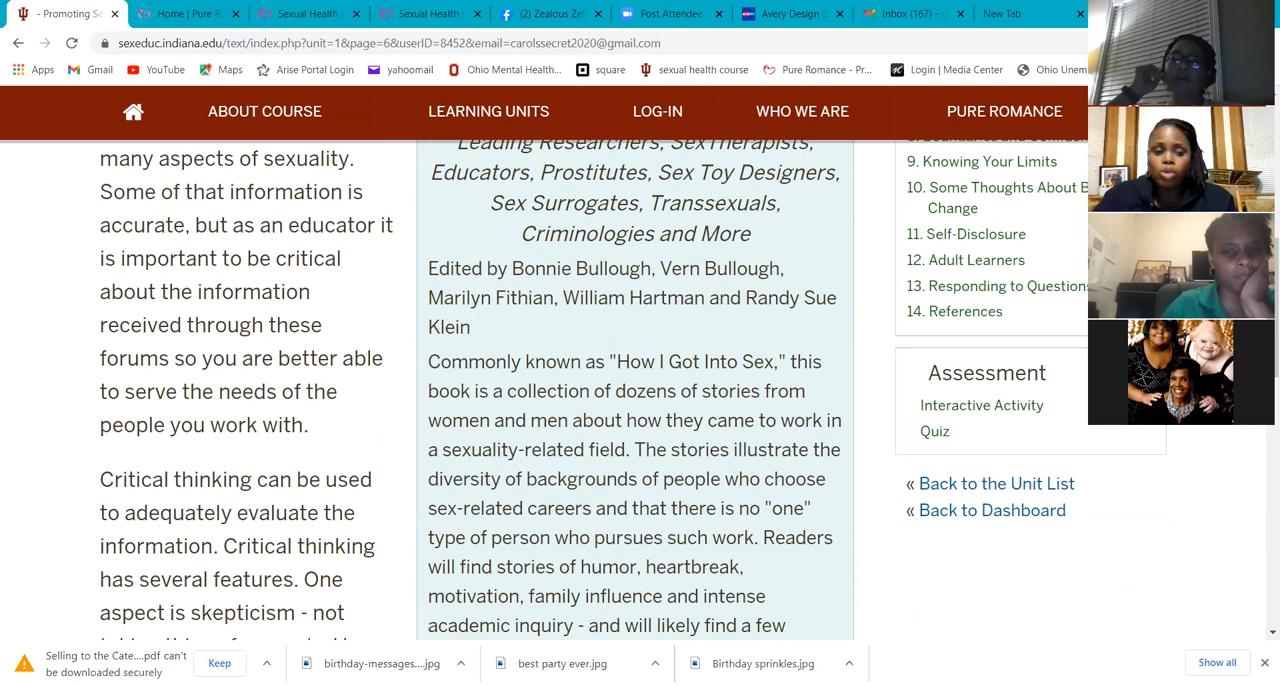 - Promoting Se
Home | Pure R
Sexual Health
Sexual Health
(2) Zealous Zet
Post Attendee
Avery Design &
Inbox (167) - c
New Tab
sexeduc.indiana.edu/text/index.php?unit=1&page=6&userID=8452&email=carolssecret2020@gmail.com
Apps
Gmail
YouTube
Maps
Arise Portal Login
yahoomail
Ohio Mental Health...
square
sexual health course
Pure Romance - Pr...
Login | Media Center
Ohio Unem
ABOUT COURSE
LEARNING UNITS
LOG-IN
WHO WE ARE
PURE ROMANCE
many aspects of sexuality.
Some of that information is
accurate, but as an educator it
is important to be critical
about the information
received through these
forums so you are better able
to serve the needs of the
people you work with.
Critical thinking can be used
to adequately evaluate the
information. Critical thinking
has several features. One
aspect is skepticism - not
Leading Researchers, SexTherapists,
Educators, Prostitutes, Sex Toy Designers,
Sex Surrogates, Transsexuals,
Criminologies and More
Edited by Bonnie Bullough, Vern Bullough,
Marilyn Fithian, William Hartman and Randy Sue
Klein
Commonly known as "How I Got Into Sex," this
book is a collection of dozens of stories from
women and men about how they came to work in
a sexuality-related field. The stories illustrate the
diversity of backgrounds of people who choose
sex-related careers and that there is no "one"
type of person who pursues such work. Readers
will find stories of humor, heartbreak,
motivation, family influence and intense
academic inquiry - and will likely find a few
9. Knowing Your Limits
10. Some Thoughts About B
Change
11. Self-Disclosure
12. Adult Learners
13. Responding to Questions
14. References
Assessment
Interactive Activity
Quiz
« Back to the Unit List
« Back to Dashboard
Selling to the Cate....pdf can't
be downloaded securely
Keep
birthday-messages....jpg
best party ever.jpg
Birthday sprinkles.jpg
Show all